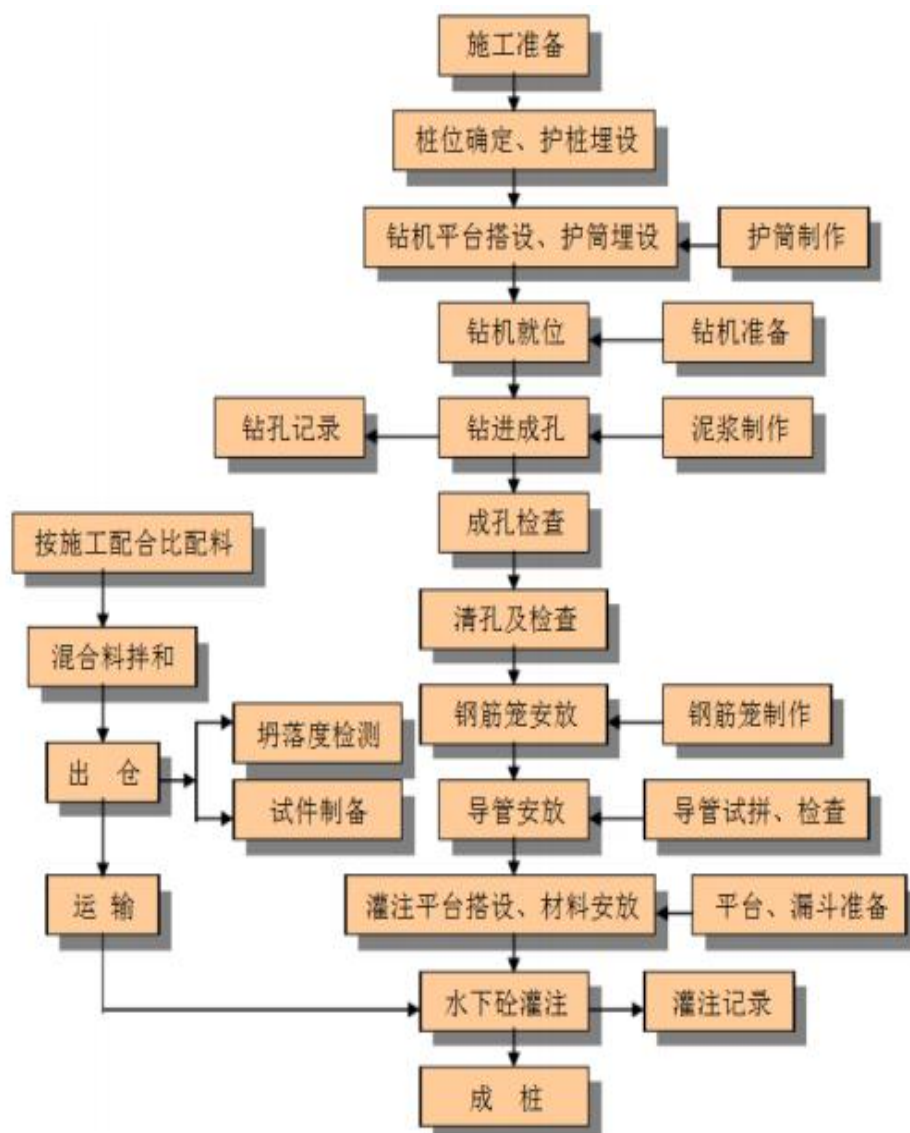 施工准备
桩位确定、护桩埋设
钻机平台搭设、护筒埋设
护筒制作
钻机就位
钻机准备
钻孔记录
钻进成孔
泥浆制作
成孔检查
按施工配合比配料
清孔及检查
混合料拌和
钢筋笼安放
钢筋笼制作
坍落度检测
出 仓
试件制备
导管安放
导管试拼、检查
运 输
灌注平台搭设、材料安放
平台、漏斗准备
水下砼灌注
灌注记录
成 桩